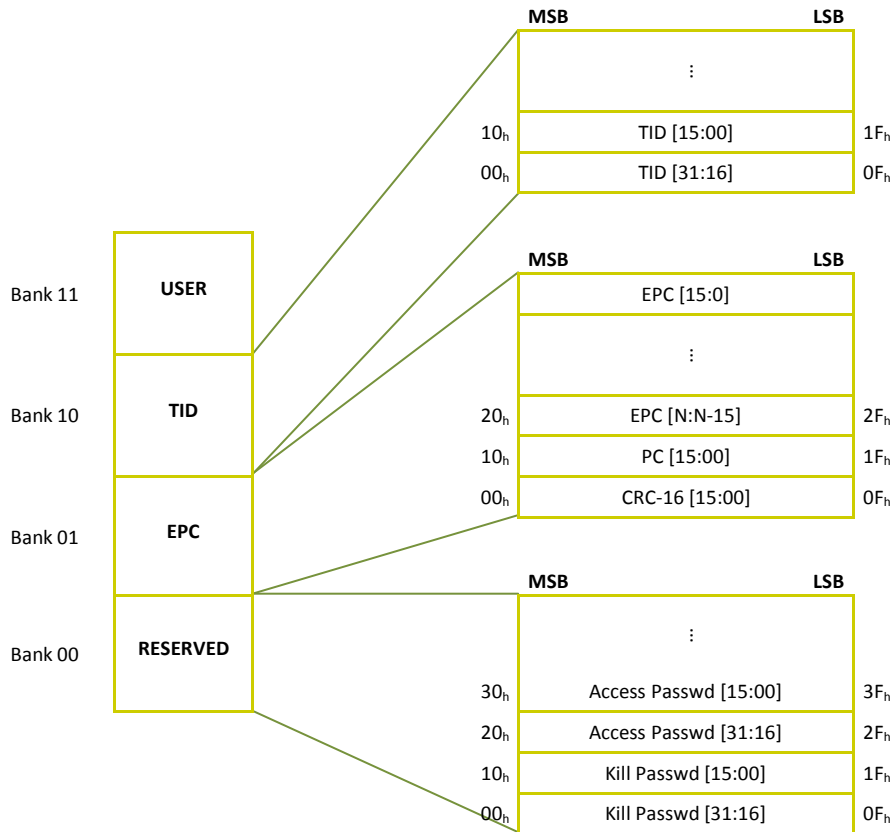 MSB LSB
⋮
10h TID [15:00] 1Fh
00h TID [31:16] 0Fh
MSB LSB
Bank 11 USER EPC [15:0]
⋮
Bank 10 TID 20h EPC [N:N-15] 2Fh
10h PC [15:00] 1Fh
00h CRC-16 [15:00] 0Fh
Bank 01 EPC
MSB LSB
⋮
Bank 00 RESERVED
30h Access Passwd [15:00] 3Fh
20h Access Passwd [31:16] 2Fh
10h Kill Passwd [15:00] 1Fh
00h Kill Passwd [31:16] 0Fh